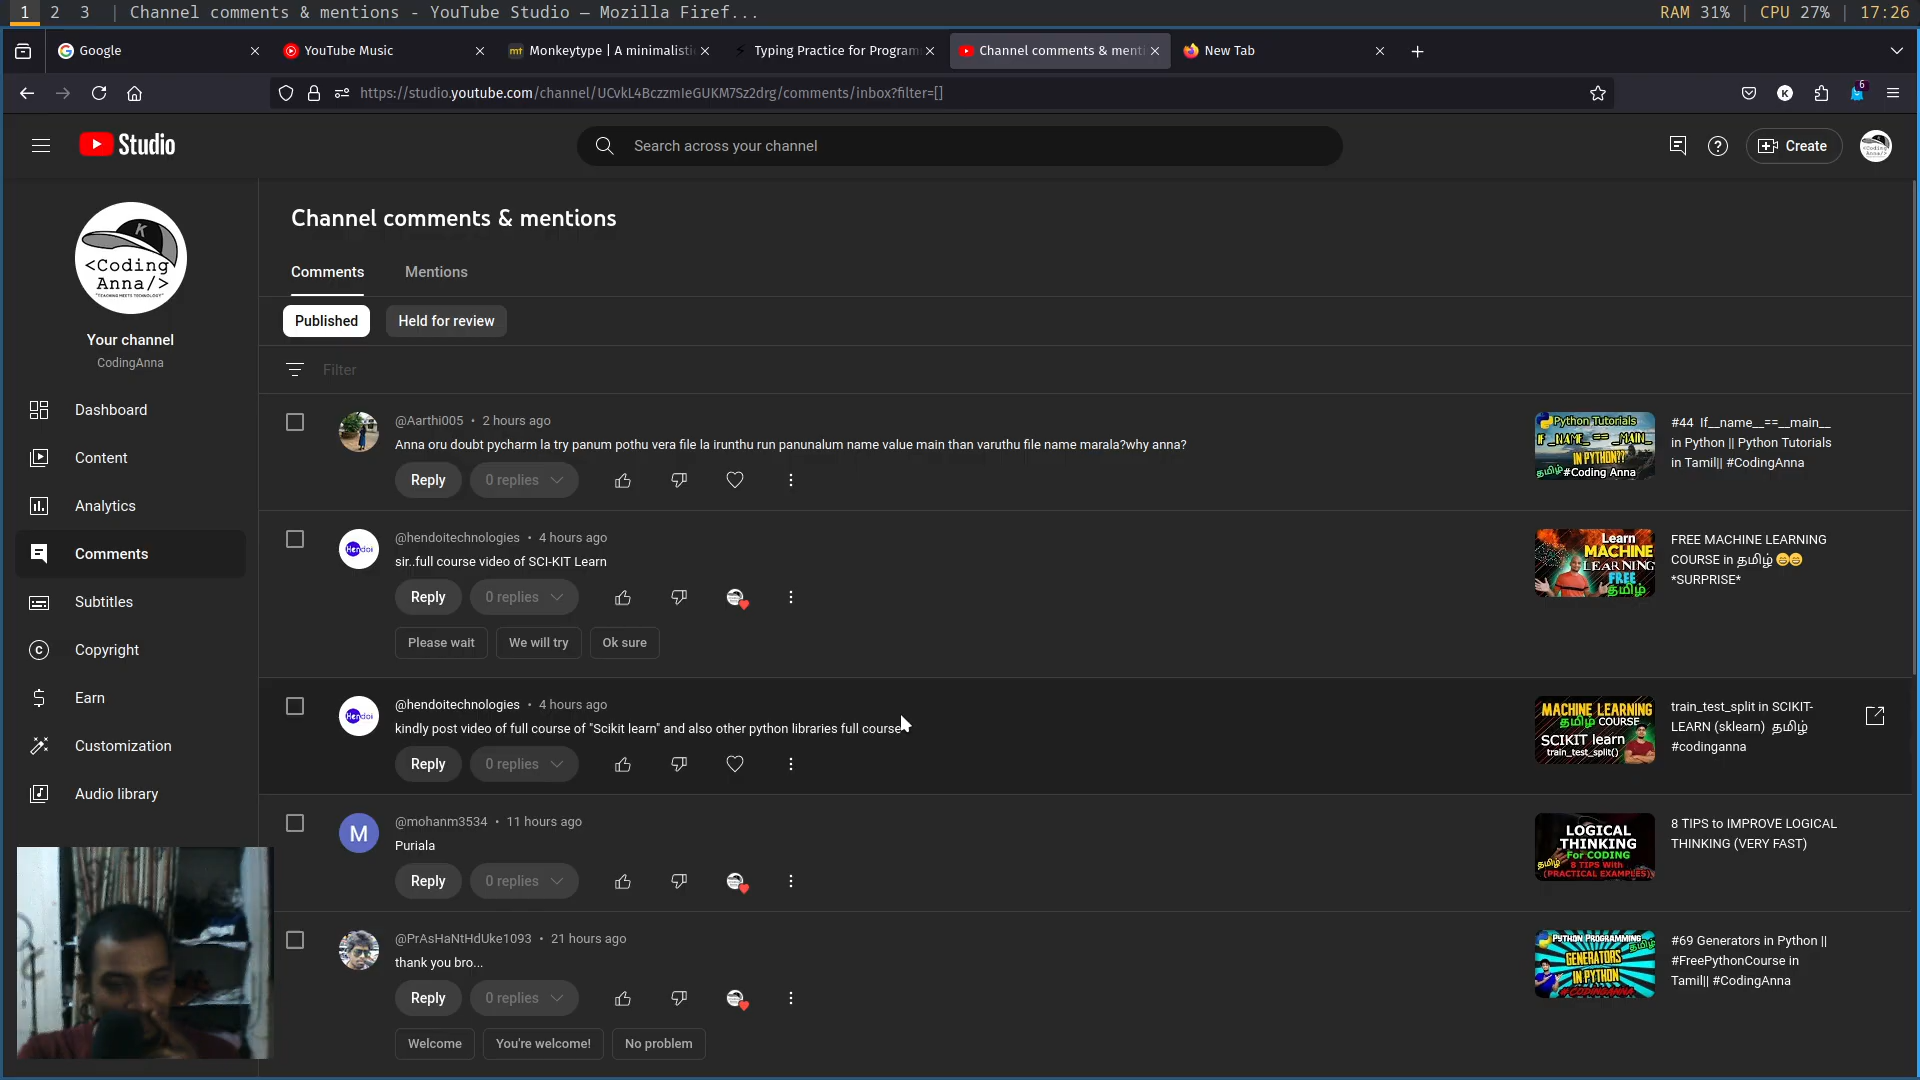 1 2 3 | Channel comments & mentions - YouTube Studio — Mozilla Firef...
RAM 31% | CPU 27% | 17:26
Google
YouTube Music
Monkeytype | A minimalisti
Typing Practice for Program
Channel comments & menti
New Tab
https://studio.youtube.com/channel/UCvkL4BczzmIeGUKM7Sz2drg/comments/inbox?filter=[]
K
6
Studio
Search across your channel
Create
K
<Coding
Anna/>
"TEACHING MEETS TECHNOLOGY"
Your channel
CodingAnna
Dashboard
Content
Analytics
Comments
Subtitles
Copyright
Earn
Customization
Audio library
Channel comments & mentions
Comments
Mentions
Published
Held for review
Filter
@Aarthi005 • 2 hours ago
Anna oru doubt pycharm la try panum pothu vera file la irunthu run panunalum name value main than varuthu file name marala?why anna?
Reply
0 replies
Python Tutorials
IF _NAME_ == _MAIN_
IN PYTHON??
தமிழ் #Coding Anna
#44 If__name__==__main__
in Python || Python Tutorials
in Tamil|| #CodingAnna
@hendoitechnologies • 4 hours ago
sir..full course video of SCI-KIT Learn
Reply
0 replies
Please wait
We will try
Ok sure
Hendoi
Learn
MACHINE
LEARNING
FREE
தமிழ்
FREE MACHINE LEARNING
COURSE in தமிழ் 😁😁
*SURPRISE*
@hendoitechnologies • 4 hours ago
kindly post video of full course of "Scikit learn" and also other python libraries full course
Reply
0 replies
Hendoi
MACHINE LEARNING
தமிழ் COURSE
SCIKIT learn
train_test_split()
train_test_split in SCIKIT-
LEARN (sklearn) தமிழ்
#codinganna
M
@mohanm3534 • 11 hours ago
Puriala
Reply
0 replies
LOGICAL
THINKING
For CODING
தமிழ் 8 TIPS With
(PRACTICAL EXAMPLES)
8 TIPS to IMPROVE LOGICAL
THINKING (VERY FAST)
@PrAsHaNtHdUke1093 • 21 hours ago
thank you bro...
Reply
0 replies
Welcome
You're welcome!
No problem
PYTHON PROGRAMMING
தமிழ்
GENERATORS
IN PYTHON
#CODINGANNA
#69 Generators in Python ||
#FreePythonCourse in
Tamil|| #CodingAnna